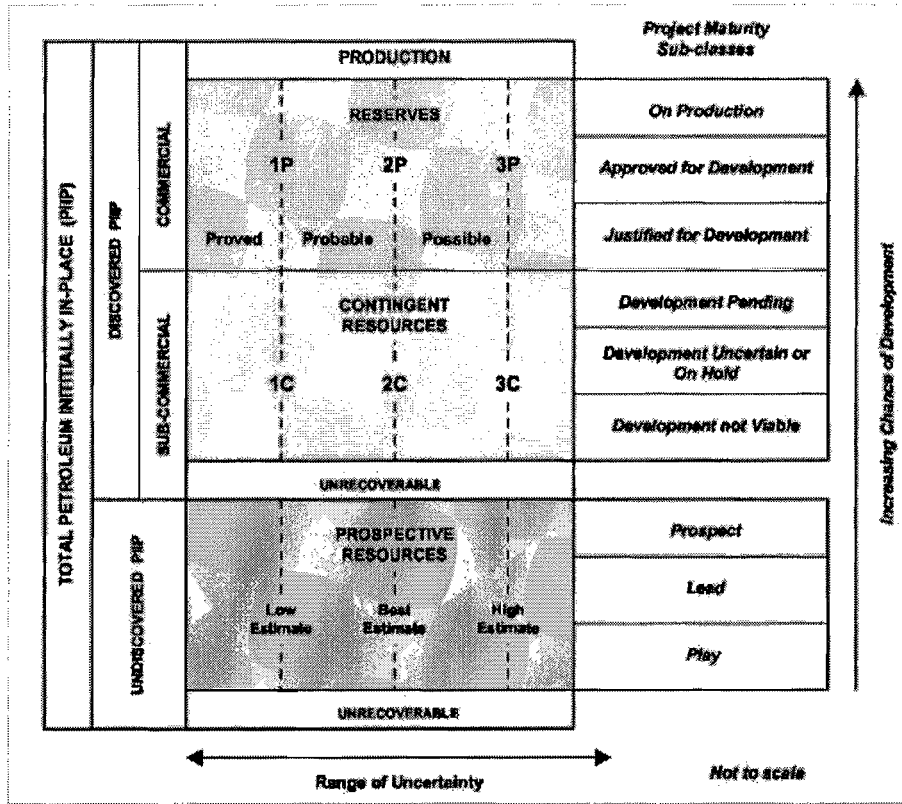 Project Maturity
Sub-classes
PRODUCTION
RESERVES
On Production
1P 2P 3P
Approved for Development
Proved Probable Possible
Justified for Development
CONTINGENT
RESOURCES
Development Pending
Development Uncertain or
On Hold
1C 2C 3C
Development not Viable
UNRECOVERABLE
PROSPECTIVE
RESOURCES
Prospect
Low
Estimate
Best
Estimate
High
Estimate
Lead
Play
UNRECOVERABLE
Range of Uncertainty
Not to scale
TOTAL PETROLEUM INITIALLY IN-PLACE (PIIP)
DISCOVERED PIIP
UNDISCOVERED PIIP
COMMERCIAL
SUB-COMMERCIAL
Increasing Chance of Development